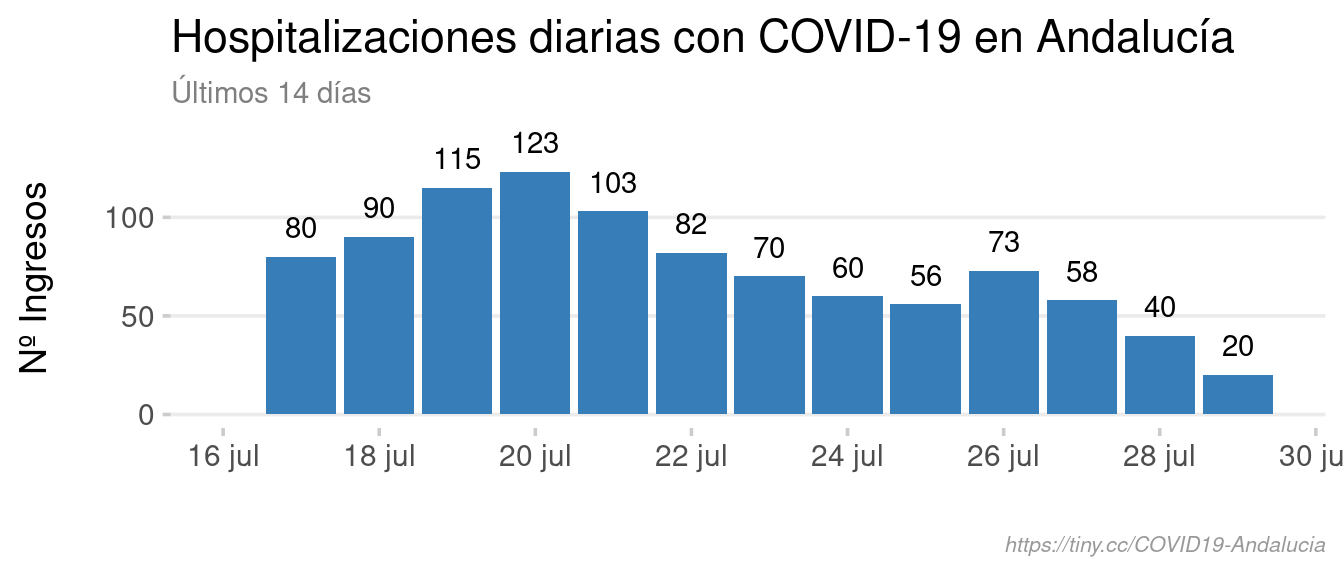 Hospitalizaciones diarias con COVID-19 en Andalucía
Últimos 14 días
Nº Ingresos
100
50
0
80
90
115
123
103
82
70
60
56
73
58
40
20
16 jul
18 jul
20 jul
22 jul
24 jul
26 jul
28 jul
30 ju
https://tiny.cc/COVID19-Andalucia